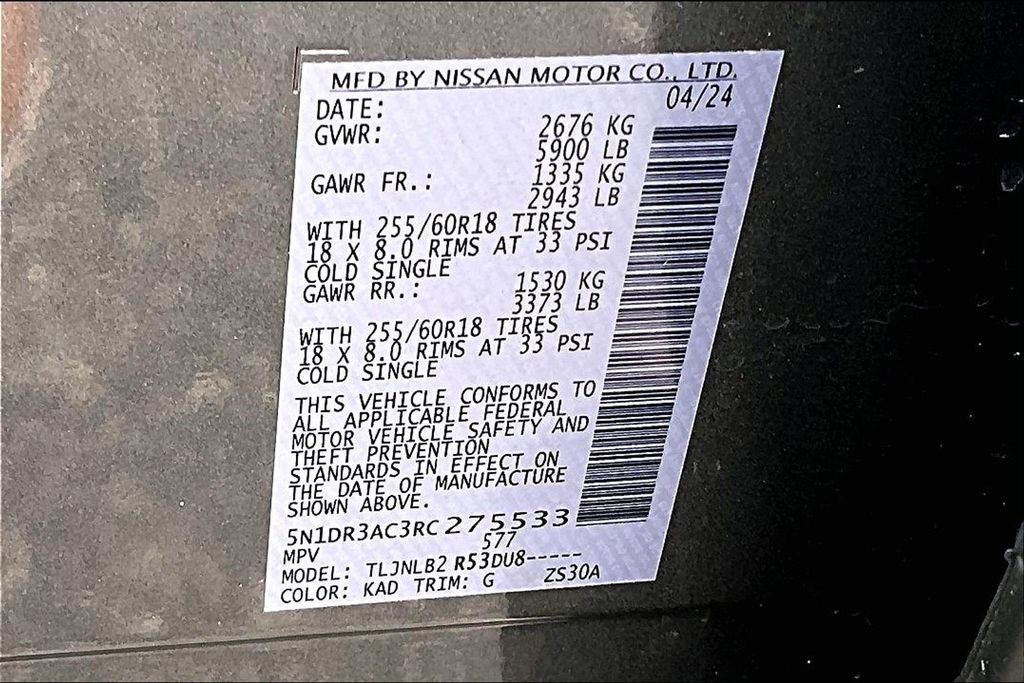 MFD BY NISSAN MOTOR CO., LTD.
DATE: 04/24
GVWR: 2676 KG
5900 LB
GAWR FR.: 1335 KG
2943 LB
WITH 255/60R18 TIRES
18 X 8.0 RIMS AT 33 PSI
COLD SINGLE
GAWR RR.: 1530 KG
3373 LB
WITH 255/60R18 TIRES
18 X 8.0 RIMS AT 33 PSI
COLD SINGLE
THIS VEHICLE CONFORMS TO
ALL APPLICABLE FEDERAL
MOTOR VEHICLE SAFETY AND
THEFT PREVENTION
STANDARDS IN EFFECT ON
THE DATE OF MANUFACTURE
SHOWN ABOVE.
5N1DR3AC3RC275533
MPV 577
MODEL: TLJNLB2 R53DU8-----
COLOR: KAD TRIM: G ZS30A